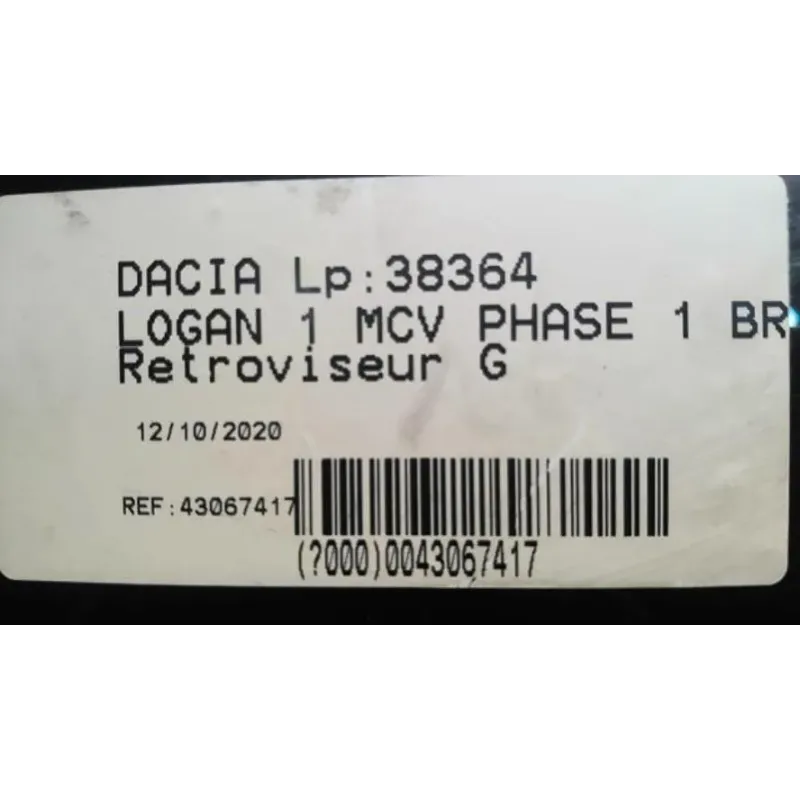 DACIA Lp:38364
LOGAN 1 MCV PHASE 1 BR
Retroviseur G
12/10/2020
REF:43067417
(?000)0043067417